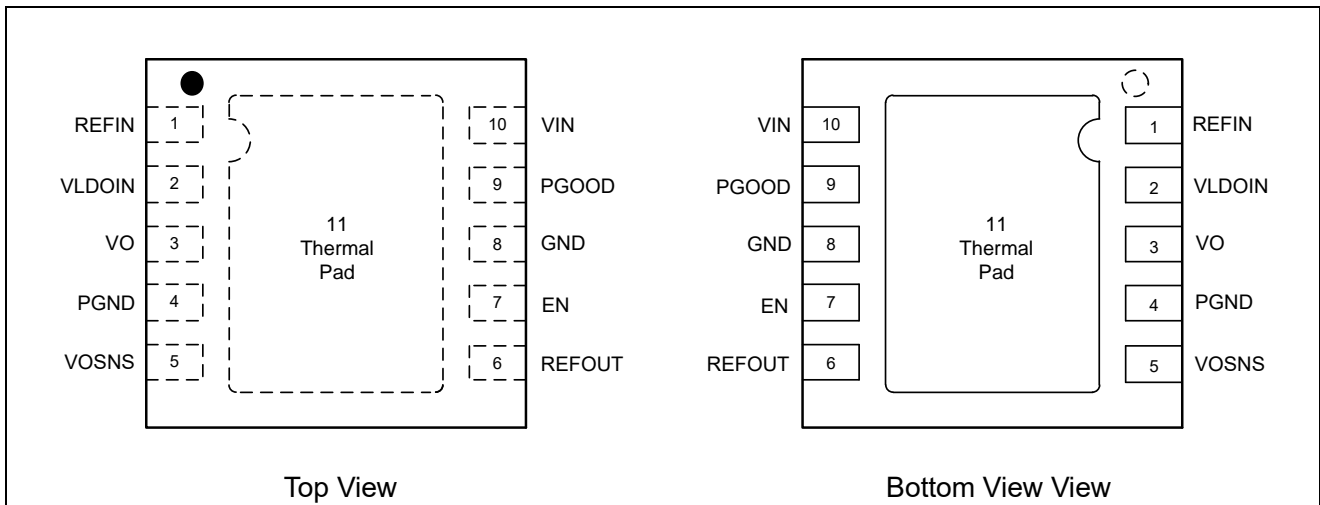 REFIN 1 10 VIN
VLDOIN 2 9 PGOOD
VO 3 8 GND
PGND 4 7 EN
VOSNS 5 6 REFOUT
11
Thermal
Pad
Top View
VIN 10 1 REFIN
PGOOD 9 2 VLDOIN
GND 8 3 VO
EN 7 4 PGND
REFOUT 6 5 VOSNS
11
Thermal
Pad
Bottom View View